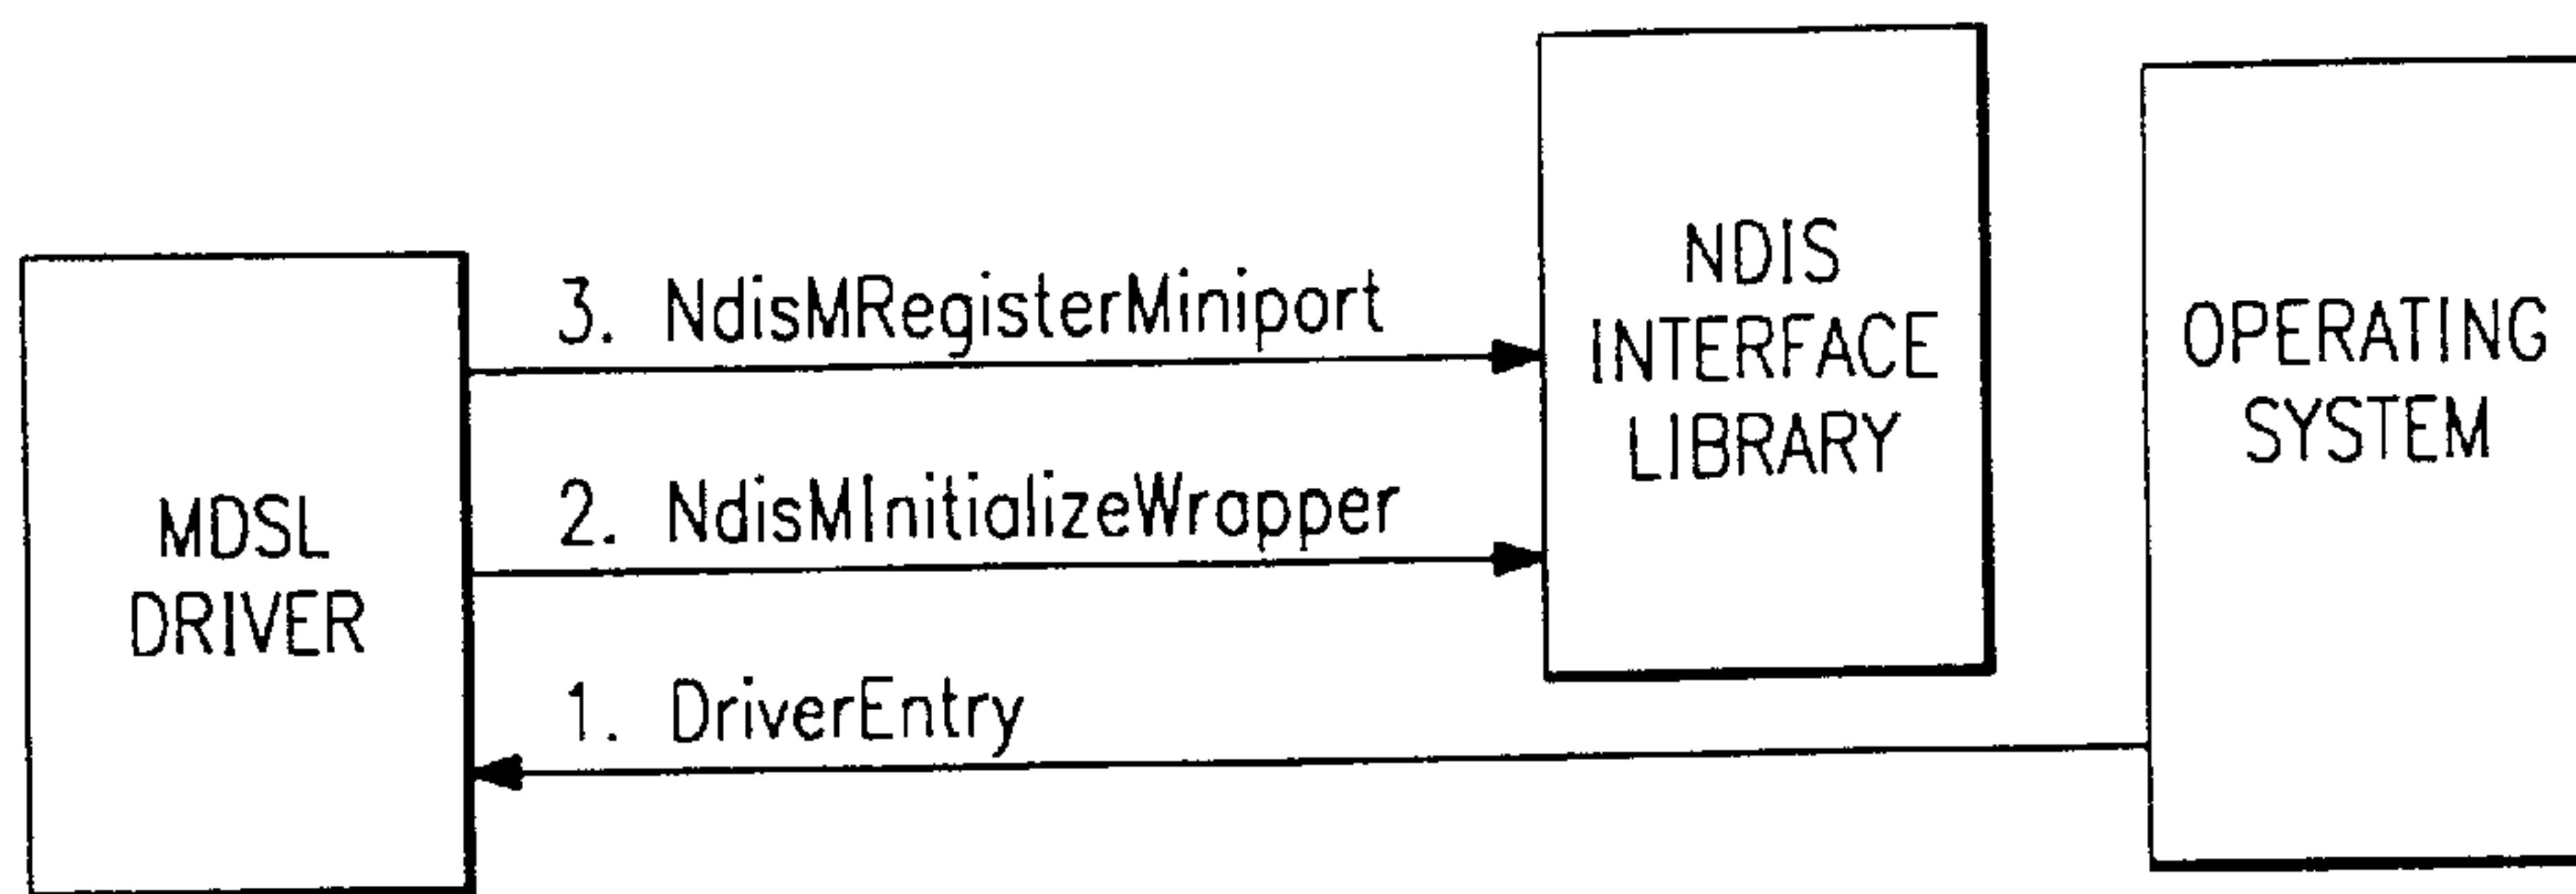 MDSL
DRIVER
3. NdisMRegisterMiniport
2. NdisMInitializeWrapper
1. DriverEntry
NDIS
INTERFACE
LIBRARY
OPERATING
SYSTEM